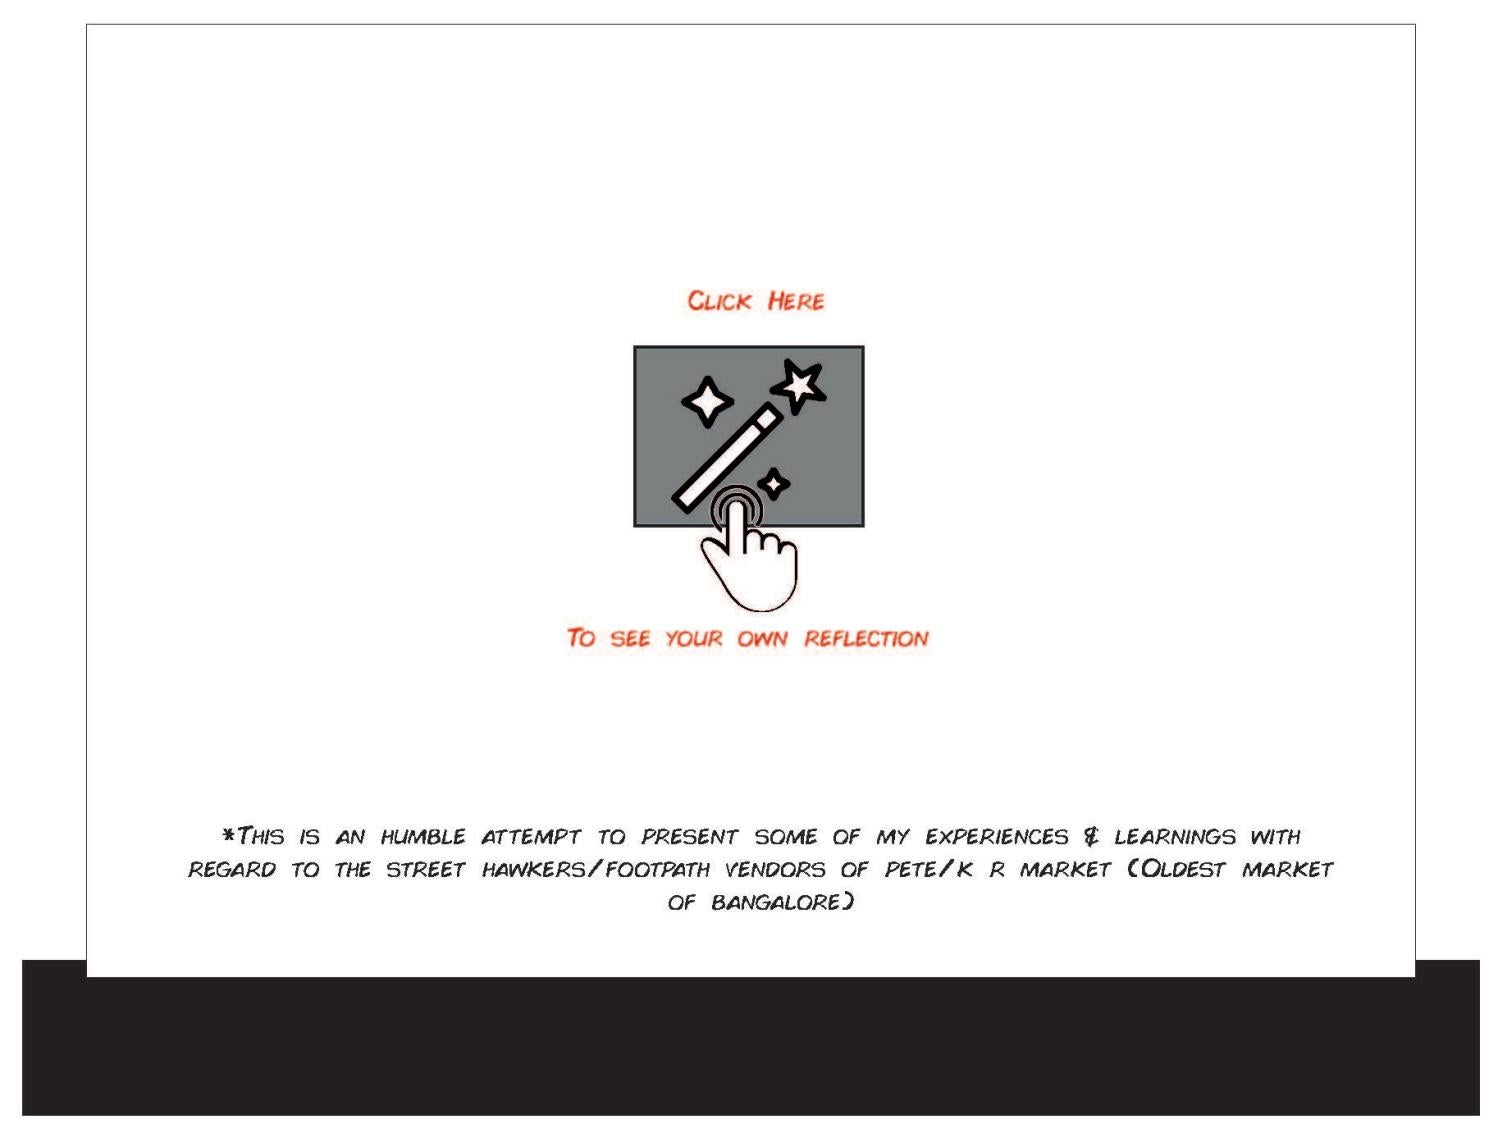 Click Here
To see your own reflection
*This is an humble attempt to present some of my experiences & learnings with
regard to the street hawkers/footpath vendors of pete/k r market (Oldest market
of bangalore)